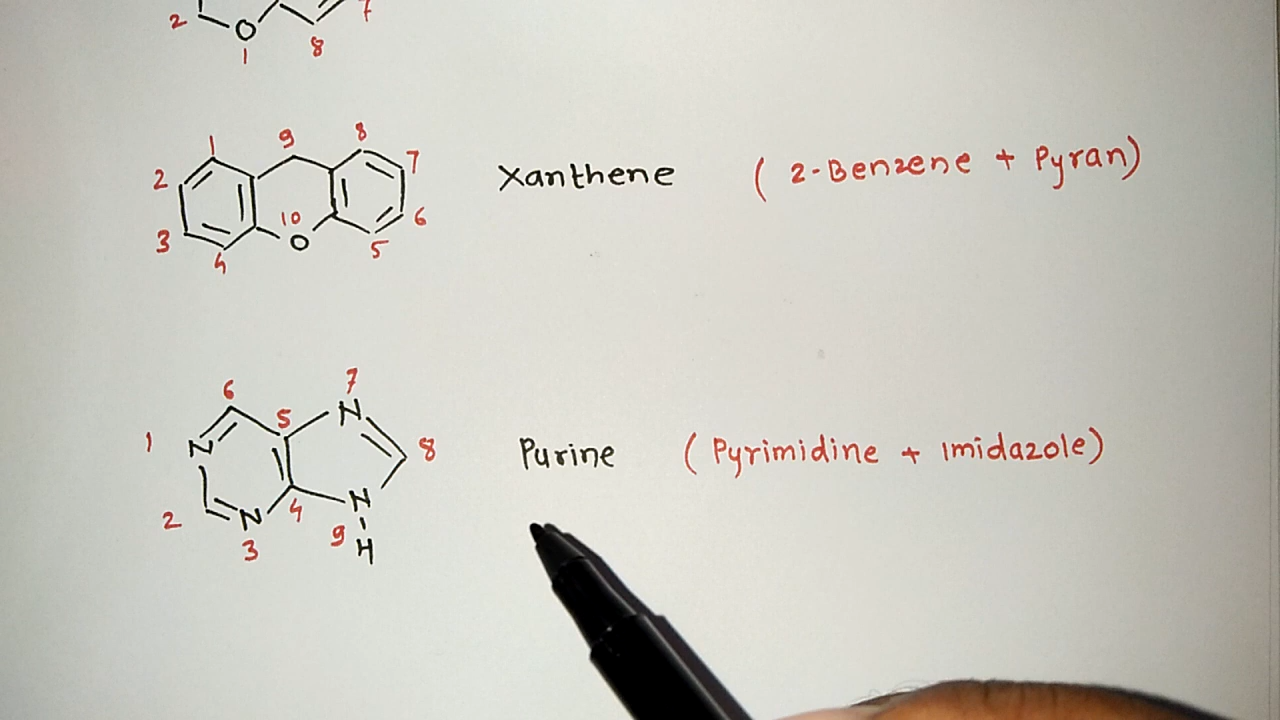 2 O 7
1 8
1 9 8
2 7 Xanthene ( 2-Benzene + Pyran)
3 10 6
4 O 5
6 7
5 N
1 N 8 Purine (Pyrimidine + Imidazole)
2 N 4 N
3 9 H